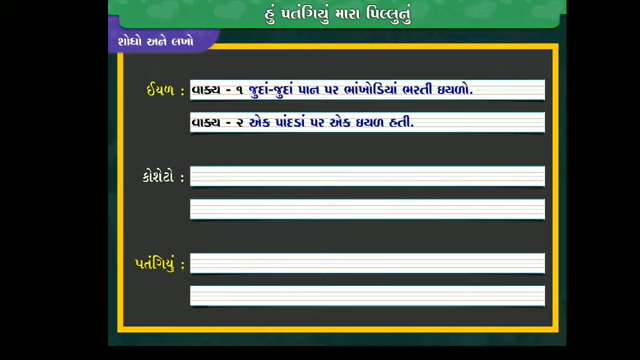 હું પતંગિયું મારા પિલ્લુનું
શોધો અને લખો
ઈયળ : વાક્ય - ૧ જુદાં-જુદાં પાન પર ભાંખોડિયાં ભરતી ઇયળો.
વાક્ય - ૨ એક પાંદડાં પર એક ઇયળ હતી.
કોશેટો :
પતંગિયું :